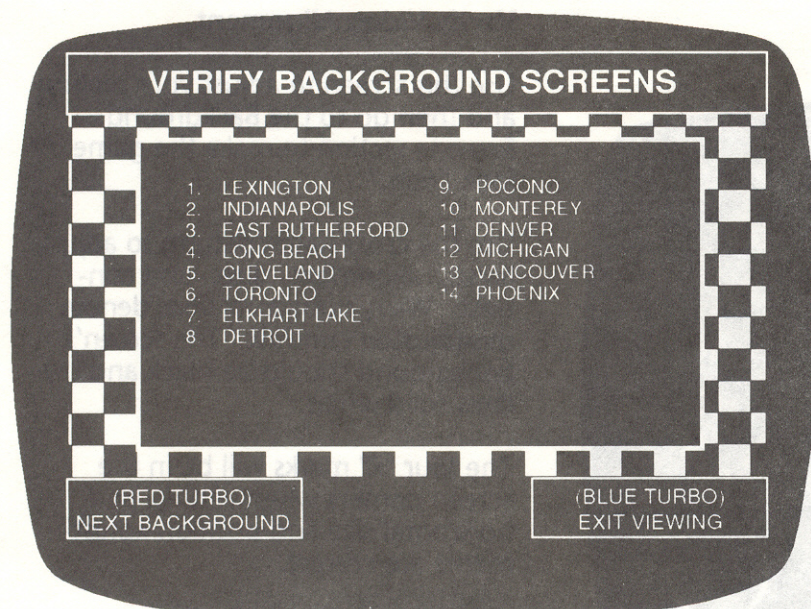 VERIFY BACKGROUND SCREENS
1. LEXINGTON
2. INDIANAPOLIS
3. EAST RUTHERFORD
4. LONG BEACH
5. CLEVELAND
6. TORONTO
7. ELKHART LAKE
8 DETROIT
9. POCONO
10 MONTEREY
11 DENVER
12 MICHIGAN
13 VANCOUVER
14 PHOENIX
(RED TURBO)
NEXT BACKGROUND
(BLUE TURBO)
EXIT VIEWING